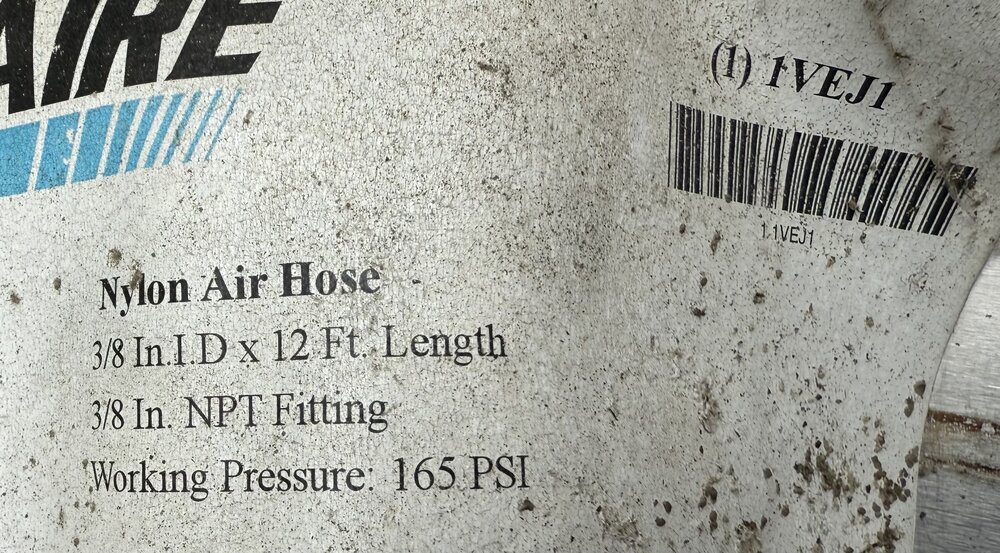 AIRE
(1) 1VEJ1
1 1VEJ1
Nylon Air Hose
3/8 In.I.D x 12 Ft. Length
3/8 In. NPT Fitting
Working Pressure: 165 PSI